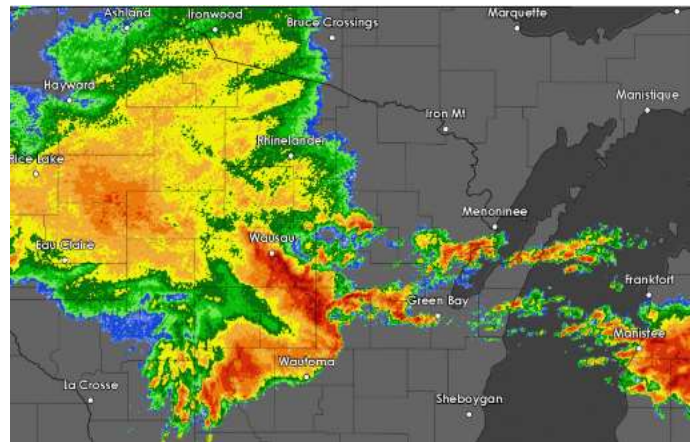 Ashland
Ironwood
Bruce Crossings
Marquette
Hayward
Manistique
Iron Mt
Rhinelander
Rice Lake
Menoninee
Eau Claire
Wausau
Frankfort
Green Bay
Manistee
Wautoma
La Crosse
Sheboygan